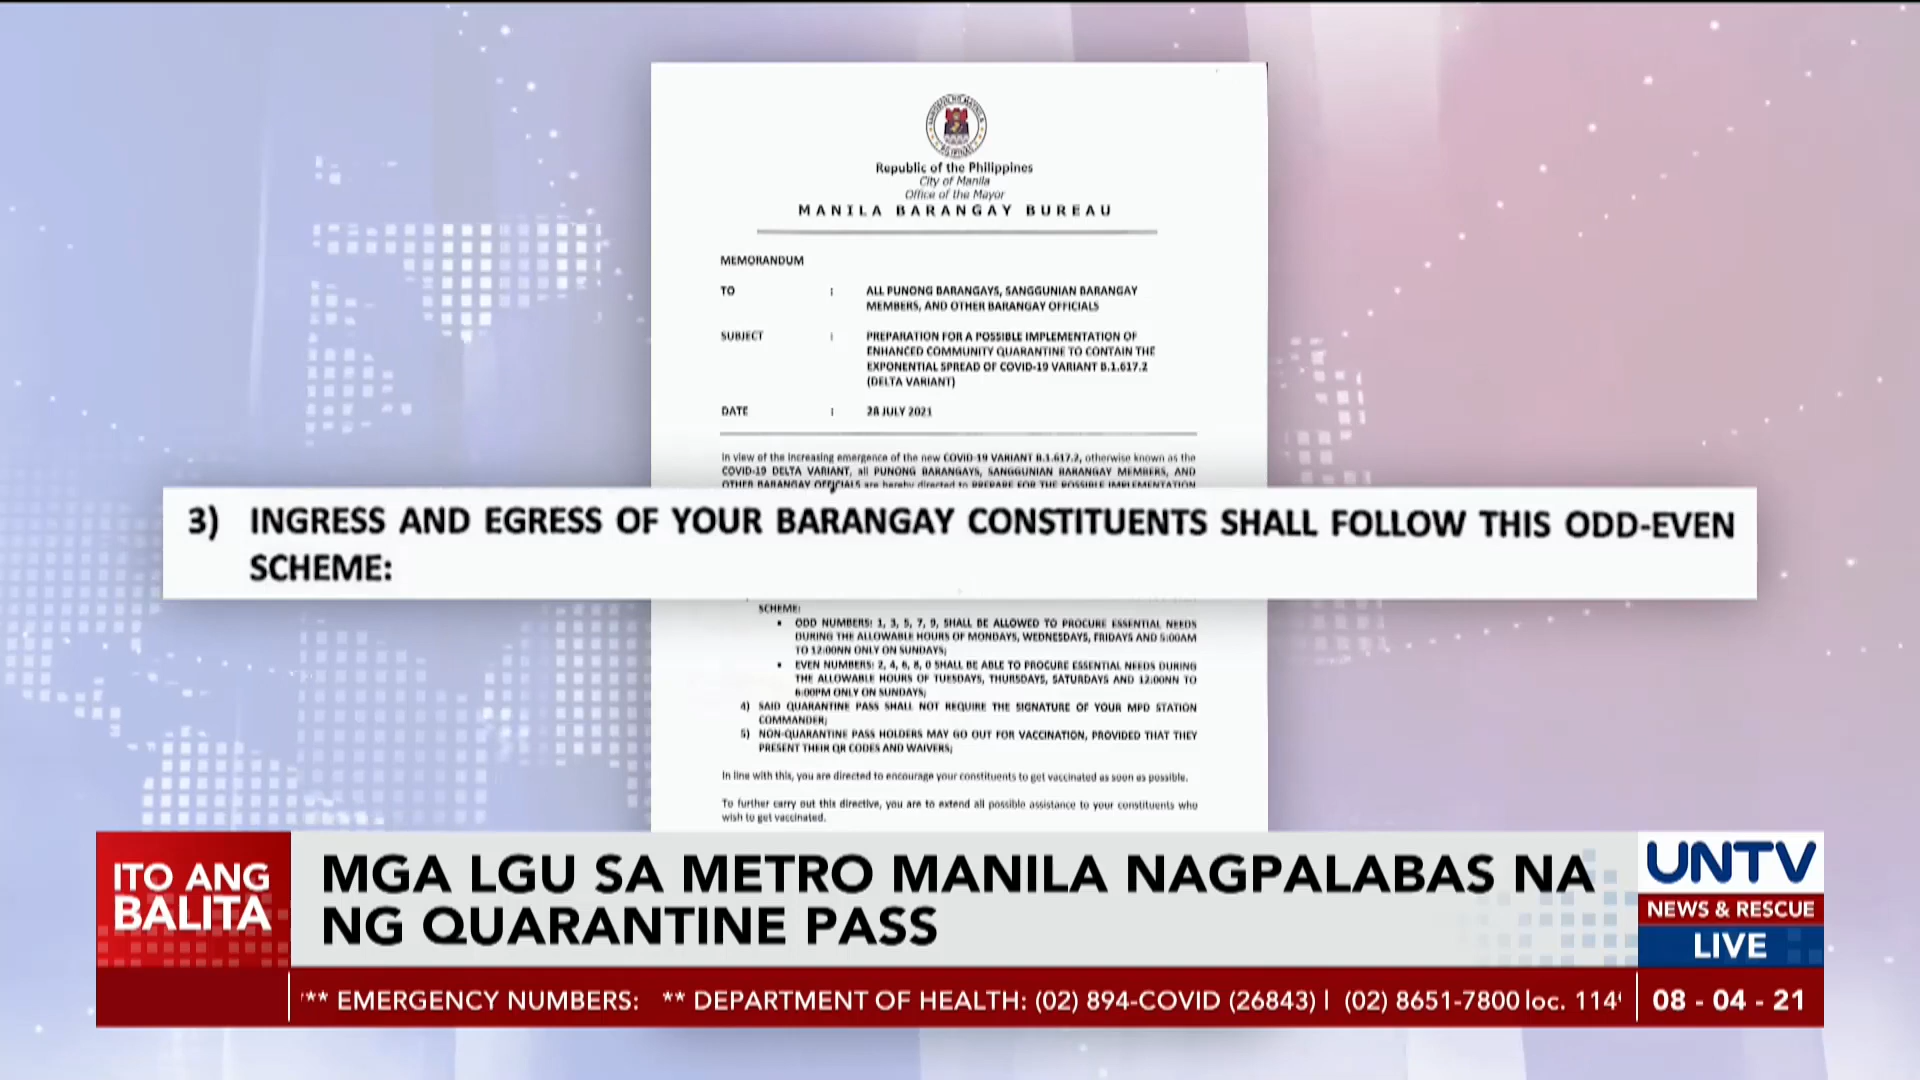 Republic of the Philippines
City of Manila
Office of the Mayor
MANILA BARANGAY BUREAU
MEMORANDUM
TO : ALL PUNONG BARANGAYS, SANGGUNIAN BARANGAY
MEMBERS, AND OTHER BARANGAY OFFICIALS
SUBJECT : PREPARATION FOR A POSSIBLE IMPLEMENTATION OF
ENHANCED COMMUNITY QUARANTINE TO CONTAIN THE
EXPONENTIAL SPREAD OF COVID-19 VARIANT B.1.617.2
(DELTA VARIANT)
DATE : 28 JULY 2021
In view of the increasing emergence of the new COVID-19 VARIANT B.1.617.2, otherwise known as the
COVID-19 DELTA VARIANT, all PUNONG BARANGAYS, SANGGUNIAN BARANGAY MEMBERS, AND
OTHER BARANGAY OFFICIALS are hereby directed to PREPARE FOR THE POSSIBLE IMPLEMENTATION
3) INGRESS AND EGRESS OF YOUR BARANGAY CONSTITUENTS SHALL FOLLOW THIS ODD-EVEN
SCHEME:
SCHEME:
• ODD NUMBERS: 1, 3, 5, 7, 9, SHALL BE ALLOWED TO PROCURE ESSENTIAL NEEDS
DURING THE ALLOWABLE HOURS OF MONDAYS, WEDNESDAYS, FRIDAYS AND 5:00AM
TO 12:00NN ONLY ON SUNDAYS;
• EVEN NUMBERS: 2, 4, 6, 8, 0 SHALL BE ABLE TO PROCURE ESSENTIAL NEEDS DURING
THE ALLOWABLE HOURS OF TUESDAYS, THURSDAYS, SATURDAYS AND 12:00NN TO
6:00PM ONLY ON SUNDAYS;
4) SAID QUARANTINE PASS SHALL NOT REQUIRE THE SIGNATURE OF YOUR MPD STATION
COMMANDER;
5) NON-QUARANTINE PASS HOLDERS MAY GO OUT FOR VACCINATION, PROVIDED THAT THEY
PRESENT THEIR QR CODES AND WAIVERS;
In line with this, you are directed to encourage your constituents to get vaccinated as soon as possible.
To further carry out this directive, you are to extend all possible assistance to your constituents who
wish to get vaccinated.
ITO ANG
BALITA
MGA LGU SA METRO MANILA NAGPALABAS NA
NG QUARANTINE PASS
UNTV
NEWS & RESCUE
LIVE
** EMERGENCY NUMBERS: ** DEPARTMENT OF HEALTH: (02) 894-COVID (26843) | (02) 8651-7800 loc. 114
08 - 04 - 21